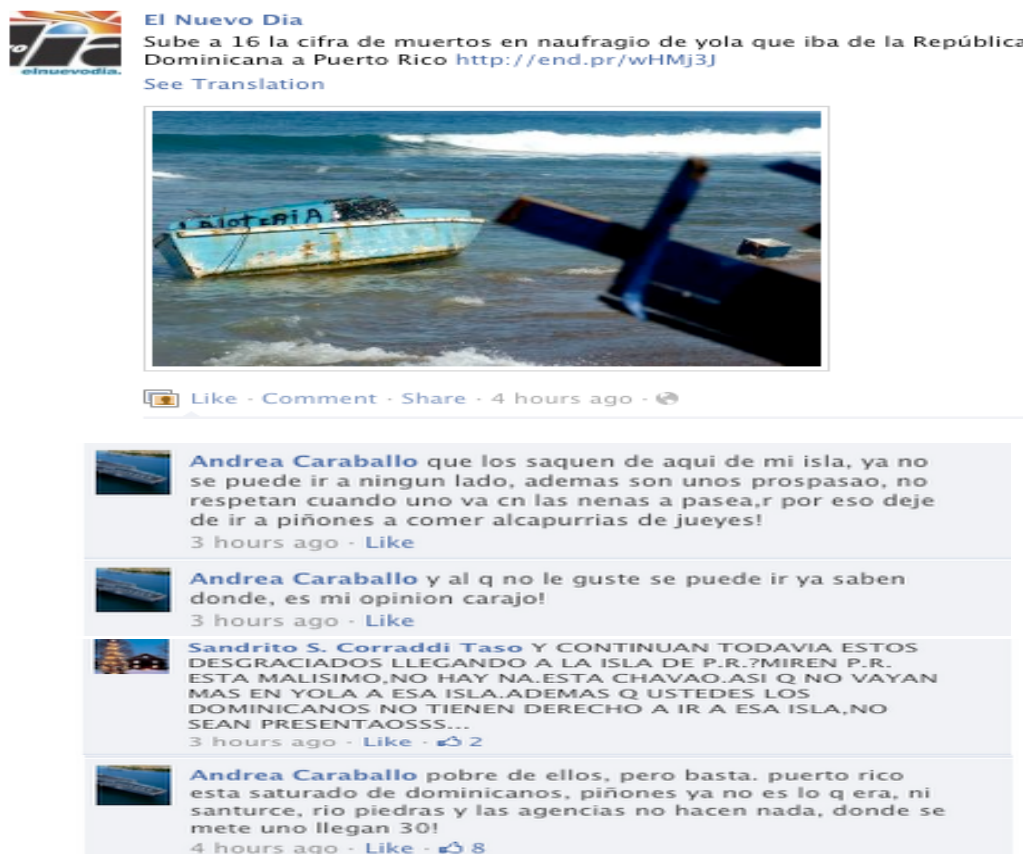 ro
elnuevodia.
El Nuevo Dia
Sube a 16 la cifra de muertos en naufragio de yola que iba de la República
Dominicana a Puerto Rico http://end.pr/wHMj3J
See Translation
LA LOTERIA
Like · Comment · Share · 4 hours ago ·
Andrea Caraballo que los saquen de aqui de mi isla, ya no
se puede ir a ningun lado, ademas son unos prospasao, no
respetan cuando uno va cn las nenas a pasea,r por eso deje
de ir a piñones a comer alcapurrias de jueyes!
3 hours ago · Like
Andrea Caraballo y al q no le guste se puede ir ya saben
donde, es mi opinion carajo!
3 hours ago · Like
Sandrito S. Corraddi Taso Y CONTINUAN TODAVIA ESTOS
DESGRACIADOS LLEGANDO A LA ISLA DE P.R.?MIREN P.R.
ESTA MALISIMO,NO HAY NA.ESTA CHAVAO.ASI Q NO VAYAN
MAS EN YOLA A ESA ISLA.ADEMAS Q USTEDES LOS
DOMINICANOS NO TIENEN DERECHO A IR A ESA ISLA,NO
SEAN PRESENTAOSSS...
3 hours ago · Like · 2
Andrea Caraballo pobre de ellos, pero basta. puerto rico
esta saturado de dominicanos, piñones ya no es lo q era, ni
santurce, rio piedras y las agencias no hacen nada, donde se
mete uno llegan 30!
4 hours ago · Like · 8